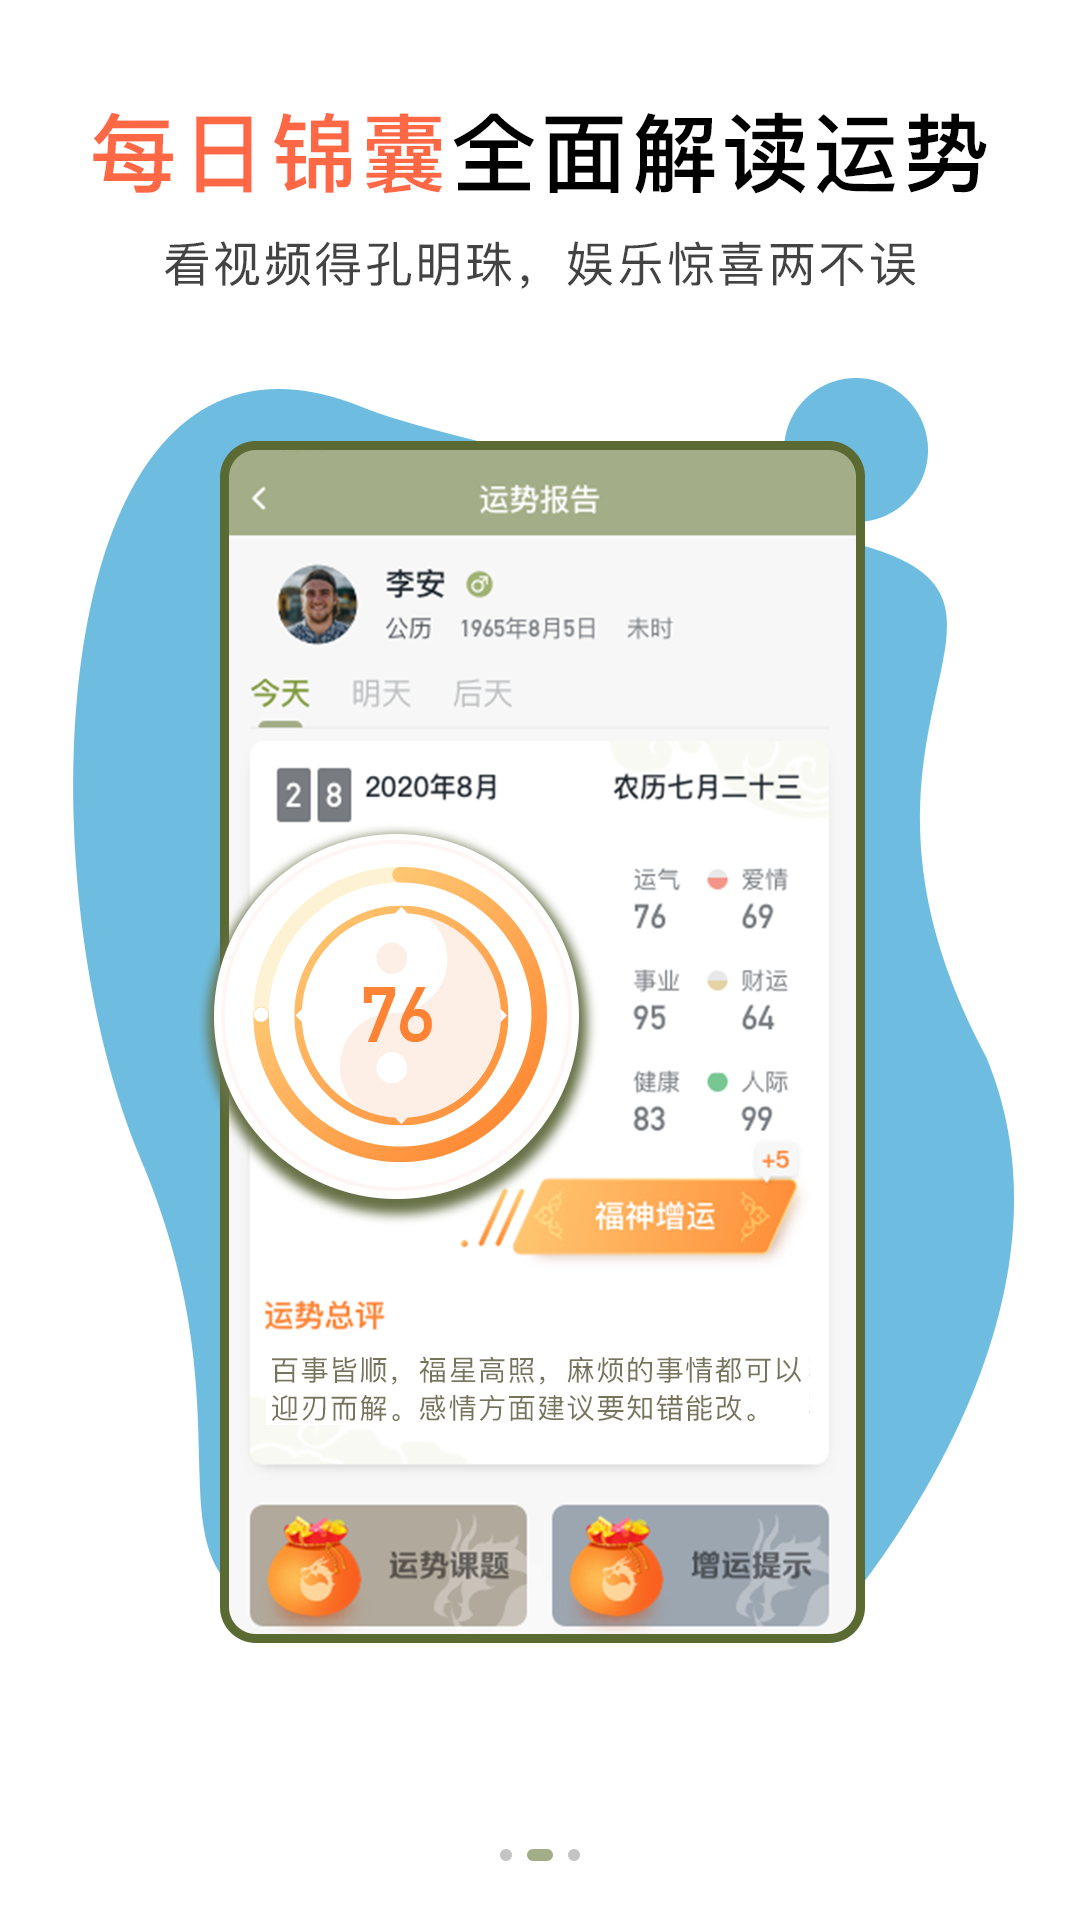 每日锦囊全面解读运势
看视频得孔明珠，娱乐惊喜两不误
运势报告
李安
公历 1965年8月5日 未时
今天 明天 后天
28 2020年8月 农历七月二十三
运气 爱情
76 69
事业 财运
95 64
健康 人际
83 99
76
+5
福神增运
运势总评
百事皆顺，福星高照，麻烦的事情都可以
迎刃而解。感情方面建议要知错能改。
运势课题 增运提示